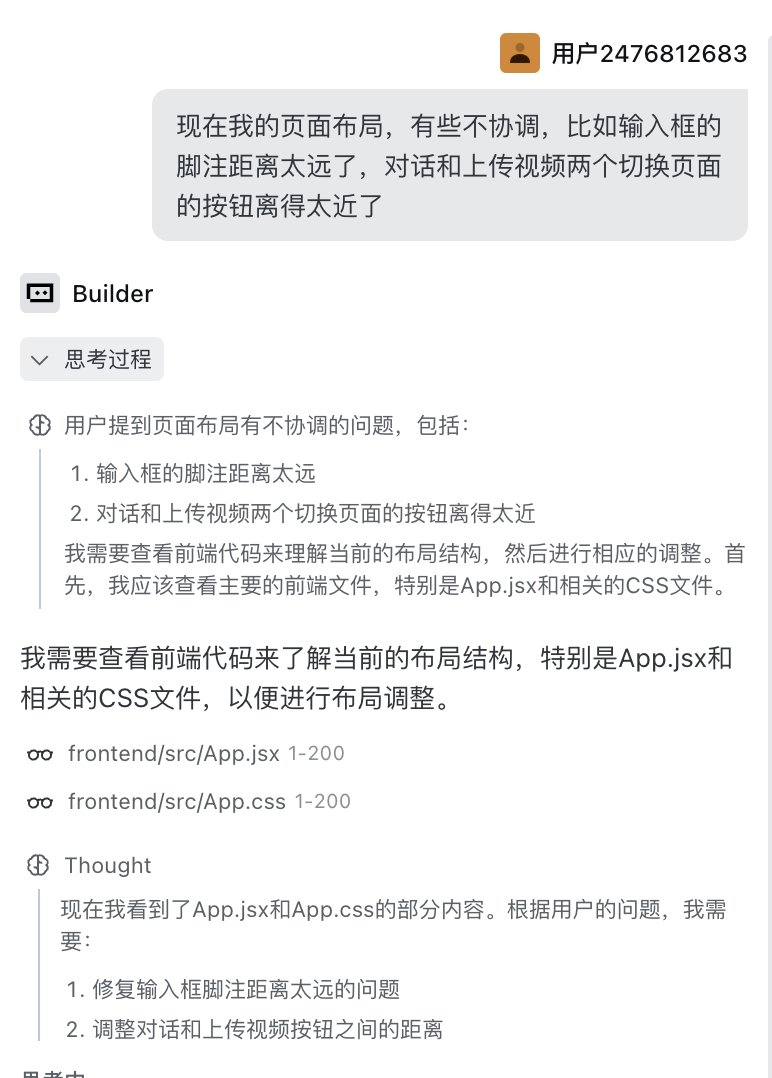 用户2476812683
现在我的页面布局，有些不协调，比如输入框的
脚注距离太远了，对话和上传视频两个切换页面
的按钮离得太近了
Builder
思考过程
用户提到页面布局有不协调的问题，包括：
1. 输入框的脚注距离太远
2. 对话和上传视频两个切换页面的按钮离得太近
我需要查看前端代码来理解当前的布局结构，然后进行相应的调整。首
先，我应该查看主要的前端文件，特别是App.jsx和相关的CSS文件。
我需要查看前端代码来了解当前的布局结构，特别是App.jsx和
相关的CSS文件，以便进行布局调整。
frontend/src/App.jsx 1-200
frontend/src/App.css 1-200
Thought
现在我看到了App.jsx和App.css的部分内容。根据用户的问题，我需
要：
1. 修复输入框脚注距离太远的问题
2. 调整对话和上传视频按钮之间的距离